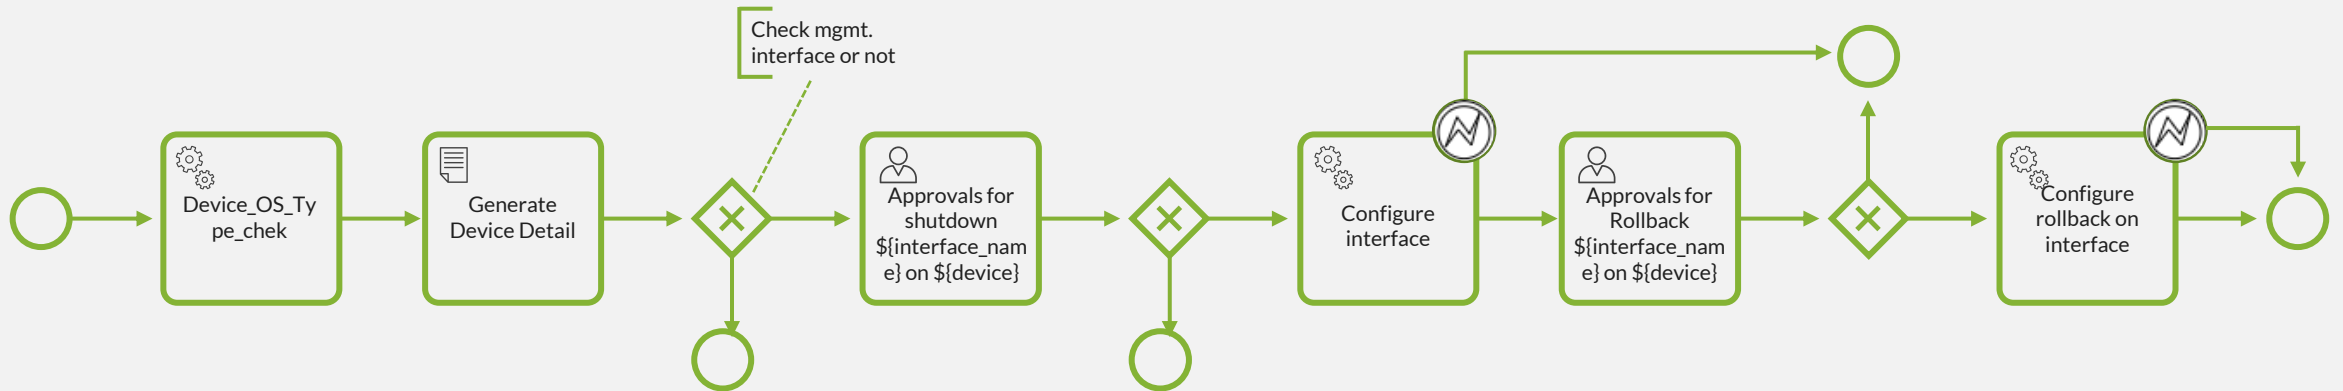 Check mgmt.
interface or not
Device_OS_Ty
pe_chek
Generate
Device Detail
Approvals for
shutdown
${interface_nam
e} on ${device}
Configure
interface
Approvals for
Rollback
${interface_nam
e} on ${device}
Configure
rollback on
interface